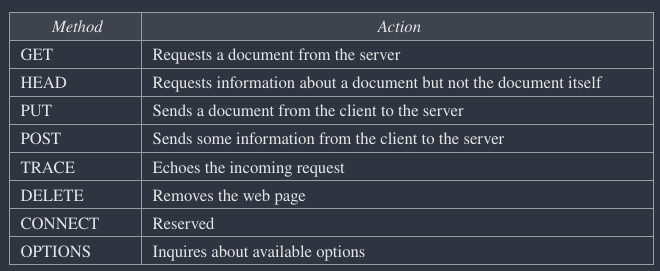 Method Action
GET Requests a document from the server
HEAD Requests information about a document but not the document itself
PUT Sends a document from the client to the server
POST Sends some information from the client to the server
TRACE Echoes the incoming request
DELETE Removes the web page
CONNECT Reserved
OPTIONS Inquires about available options